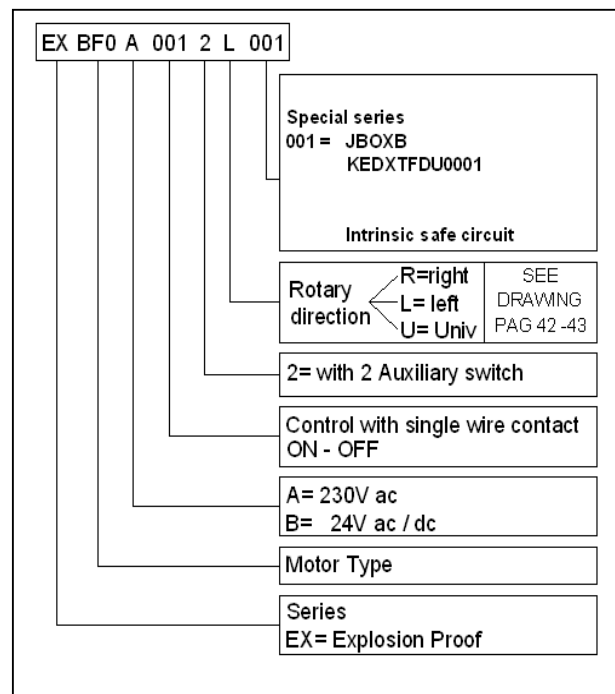 EX BF0 A 001 2 L 001
Special series
001 = JBOXB
KEDXTFDU0001
Intrinsic safe circuit
Rotary direction
R=right
L= left
U= Univ
SEE
DRAWING
PAG 42 -43
2= with 2 Auxiliary switch
Control with single wire contact
ON - OFF
A= 230V ac
B= 24V ac / dc
Motor Type
Series
EX= Explosion Proof